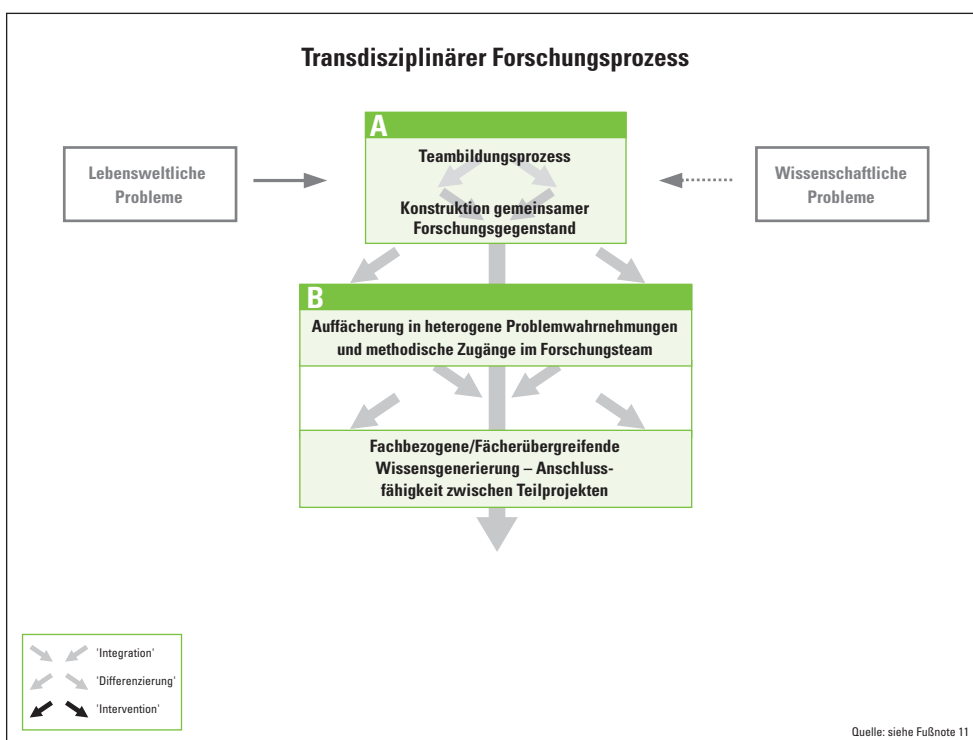 Transdisziplinärer Forschungsprozess
A
Teambildungsprozess
Konstruktion gemeinsamer
Forschungsgegenstand
Lebensweltliche
Probleme
Wissenschaftliche
Probleme
B
Auffächerung in heterogene Problemwahrnehmungen
und methodische Zugänge im Forschungsteam
Fachbezogene/Fächerübergreifende
Wissensgenerierung – Anschluss-
fähigkeit zwischen Teilprojekten
'Integration'
'Differenzierung'
'Intervention'
Quelle: siehe Fußnote 11